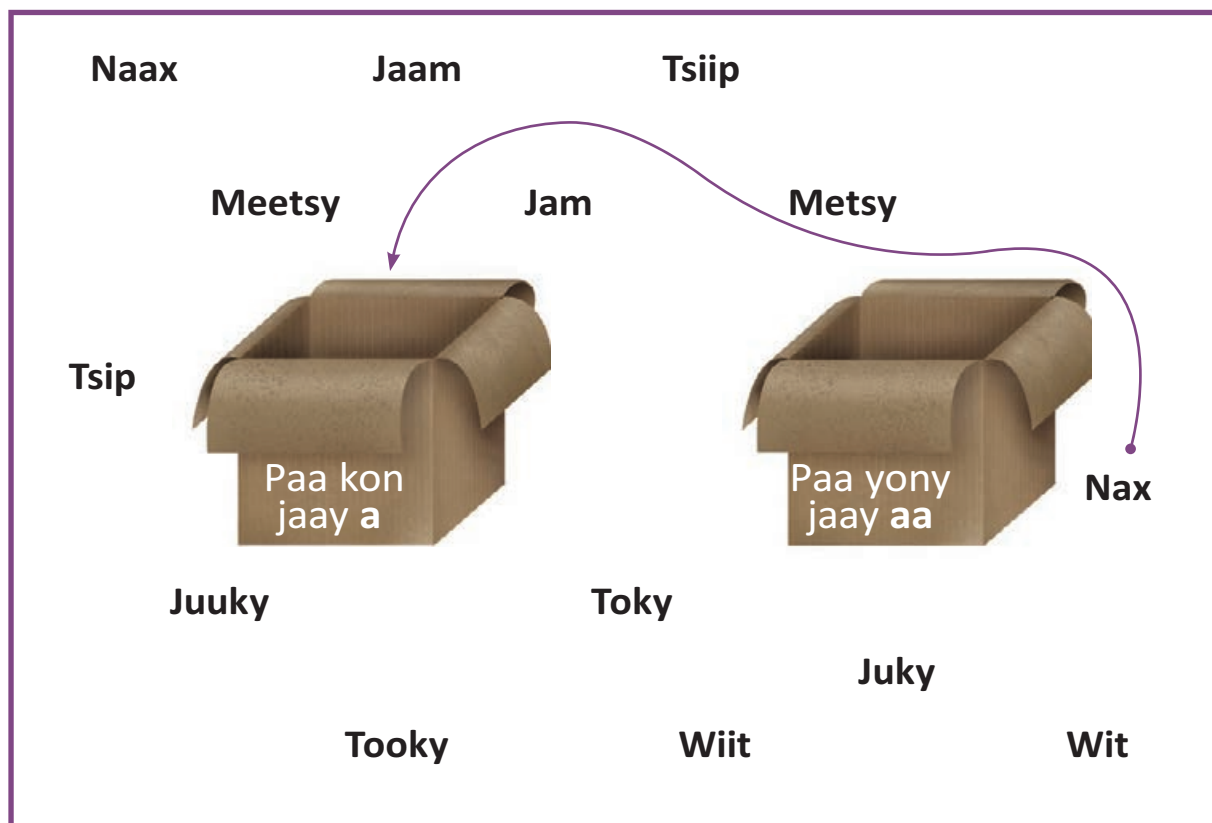 Naax Jaam Tsiip
Meetsy Jam Metsy
Tsip
Paa kon
jaay a
Paa yony
jaay aa
Nax
Juuky Toky
Juky
Tooky Wiit Wit